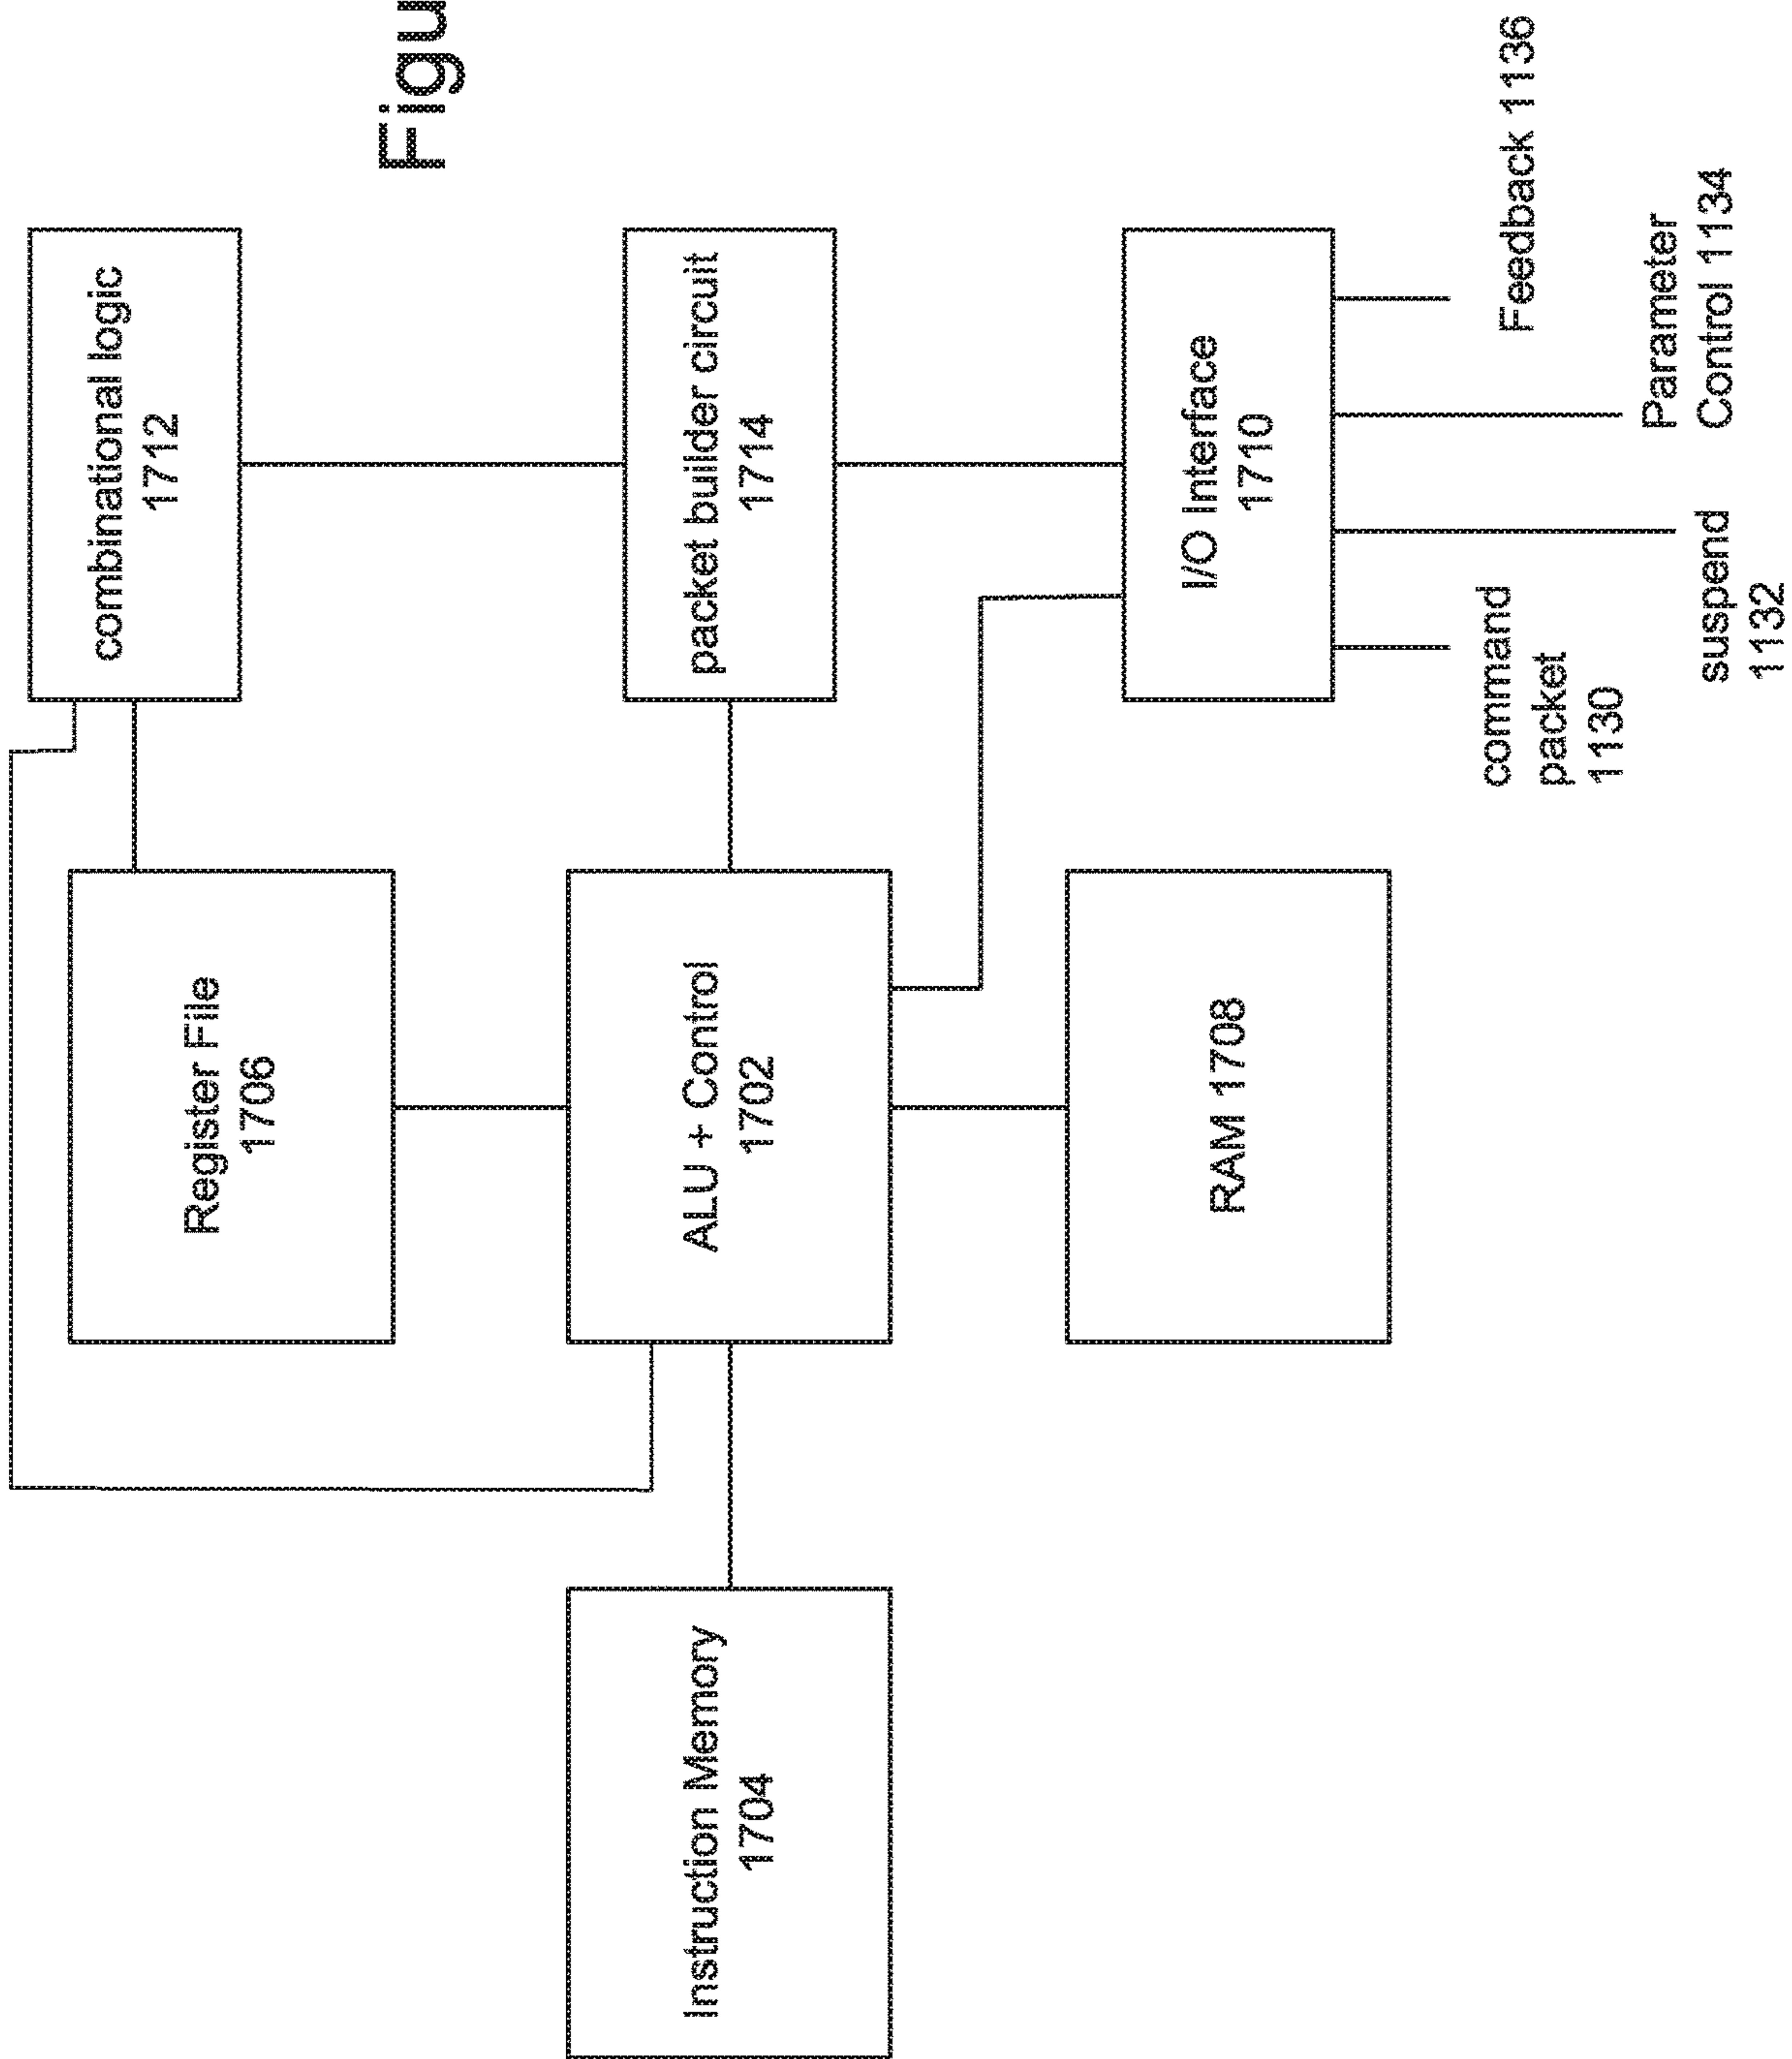 Figu
combinational logic
1712
Register File
1706
packet builder circuit
1714
ALU + Control
1702
Instruction Memory
1704
I/O Interface
1710
RAM 1708
Feedback 1136
Parameter
Control 1134
suspend
1132
command
packet
1130